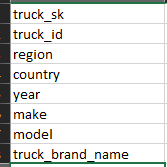 truck_sk
truck_id
region
country
year
make
model
truck_brand_name